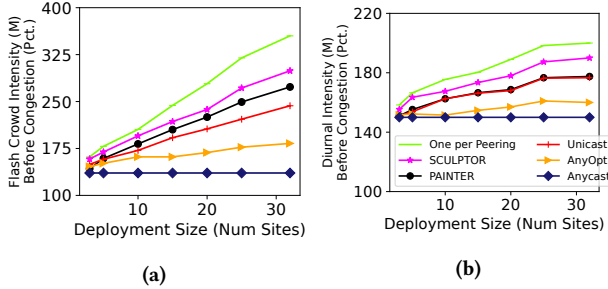 Flash Crowd Intensity (M)
Before Congestion (Pct.)
400
325
250
175
100
10
20
30
Deployment Size (Num Sites)
(a)
Diurnal Intensity (M)
Before Congestion (Pct.)
220
180
140
100
One per Peering
SCULPTOR
PAINTER
Unicast
AnyOpt
Anycast
10
20
30
Deployment Size (Num Sites)
(b)